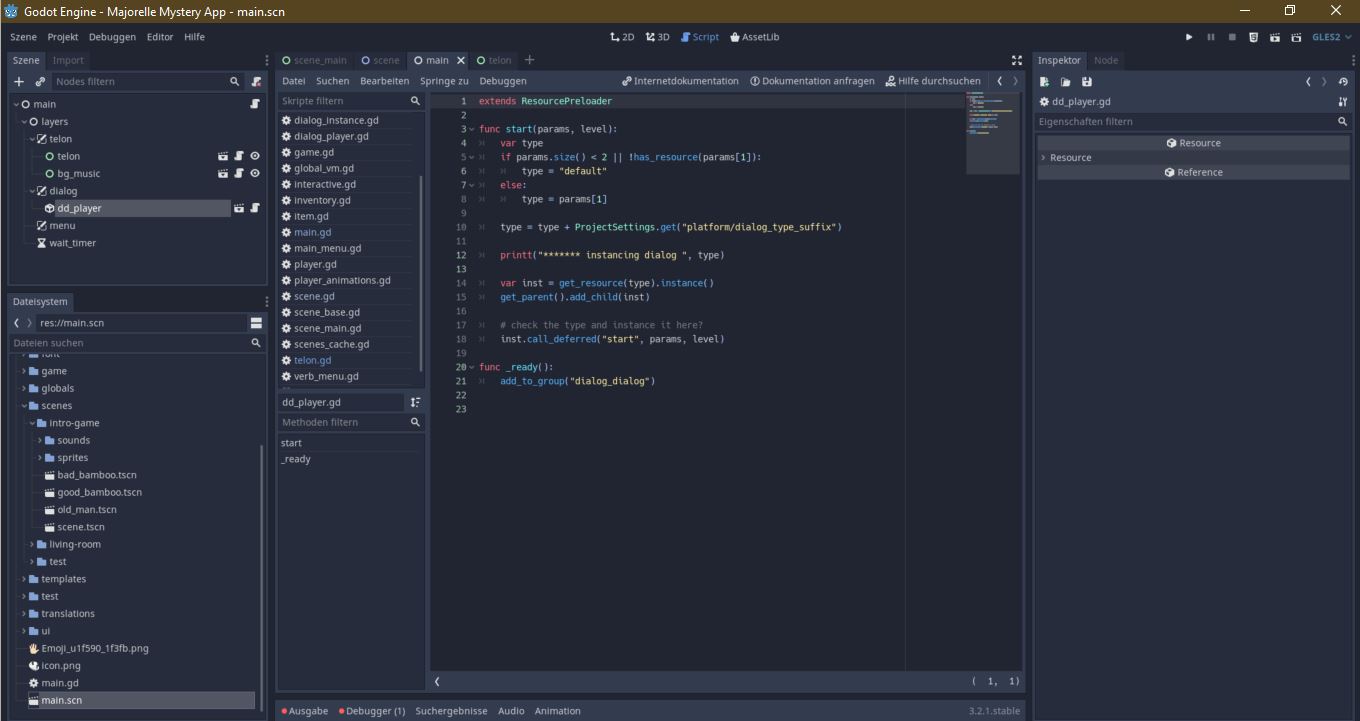 Godot Engine - Majorelle Mystery App - main.scn
Szene Projekt Debuggen Editor Hilfe
2D 3D Script AssetLib
GLES2
Szene Import
Nodes filtern
main
layers
telon
telon
bg_music
dialog
dd_player
menu
wait_timer
Dateisystem
res://main.scn
Dateien suchen
font
game
globals
scenes
intro-game
sounds
sprites
bad_bamboo.tscn
good_bamboo.tscn
old_man.tscn
scene.tscn
living-room
test
templates
test
translations
ui
Emoji_u1f590_1f3fb.png
icon.png
main.gd
main.scn
scene_main scene main telon
Datei Suchen Bearbeiten Springe zu Debuggen
Internetdokumentation Dokumentation anfragen Hilfe durchsuchen
Skripte filtern
dialog_instance.gd
dialog_player.gd
game.gd
global_vm.gd
interactive.gd
inventory.gd
item.gd
main.gd
main_menu.gd
player.gd
player_animations.gd
scene.gd
scene_base.gd
scene_main.gd
scenes_cache.gd
telon.gd
verb_menu.gd
dd_player.gd
Methoden filtern
start
_ready
1 extends ResourcePreloader
2
3 func start(params, level):
4 var type
5 if params.size() < 2 || !has_resource(params[1]):
6 type = "default"
7 else:
8 type = params[1]
9
10 type = type + ProjectSettings.get("platform/dialog_type_suffix")
11
12 printt("******* instancing dialog ", type)
13
14 var inst = get_resource(type).instance()
15 get_parent().add_child(inst)
16
17 # check the type and instance it here?
18 inst.call_deferred("start", params, level)
19
20 func _ready():
21 add_to_group("dialog_dialog")
22
23
( 1, 1)
Ausgabe Debugger (1) Suchergebnisse Audio Animation
3.2.1.stable
Inspektor Node
dd_player.gd
Eigenschaften filtern
Resource
Resource
Reference